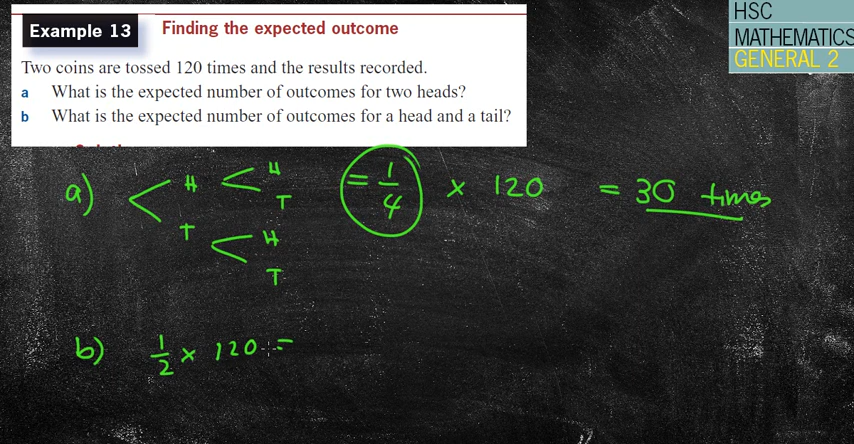 Example 13 Finding the expected outcome
HSC
MATHEMATICS
GENERAL 2
Two coins are tossed 120 times and the results recorded.
a What is the expected number of outcomes for two heads?
b What is the expected number of outcomes for a head and a tail?
a) H H = 1/4 × 120 = 30 times
T
T H
T
b) 1/2 × 120 =